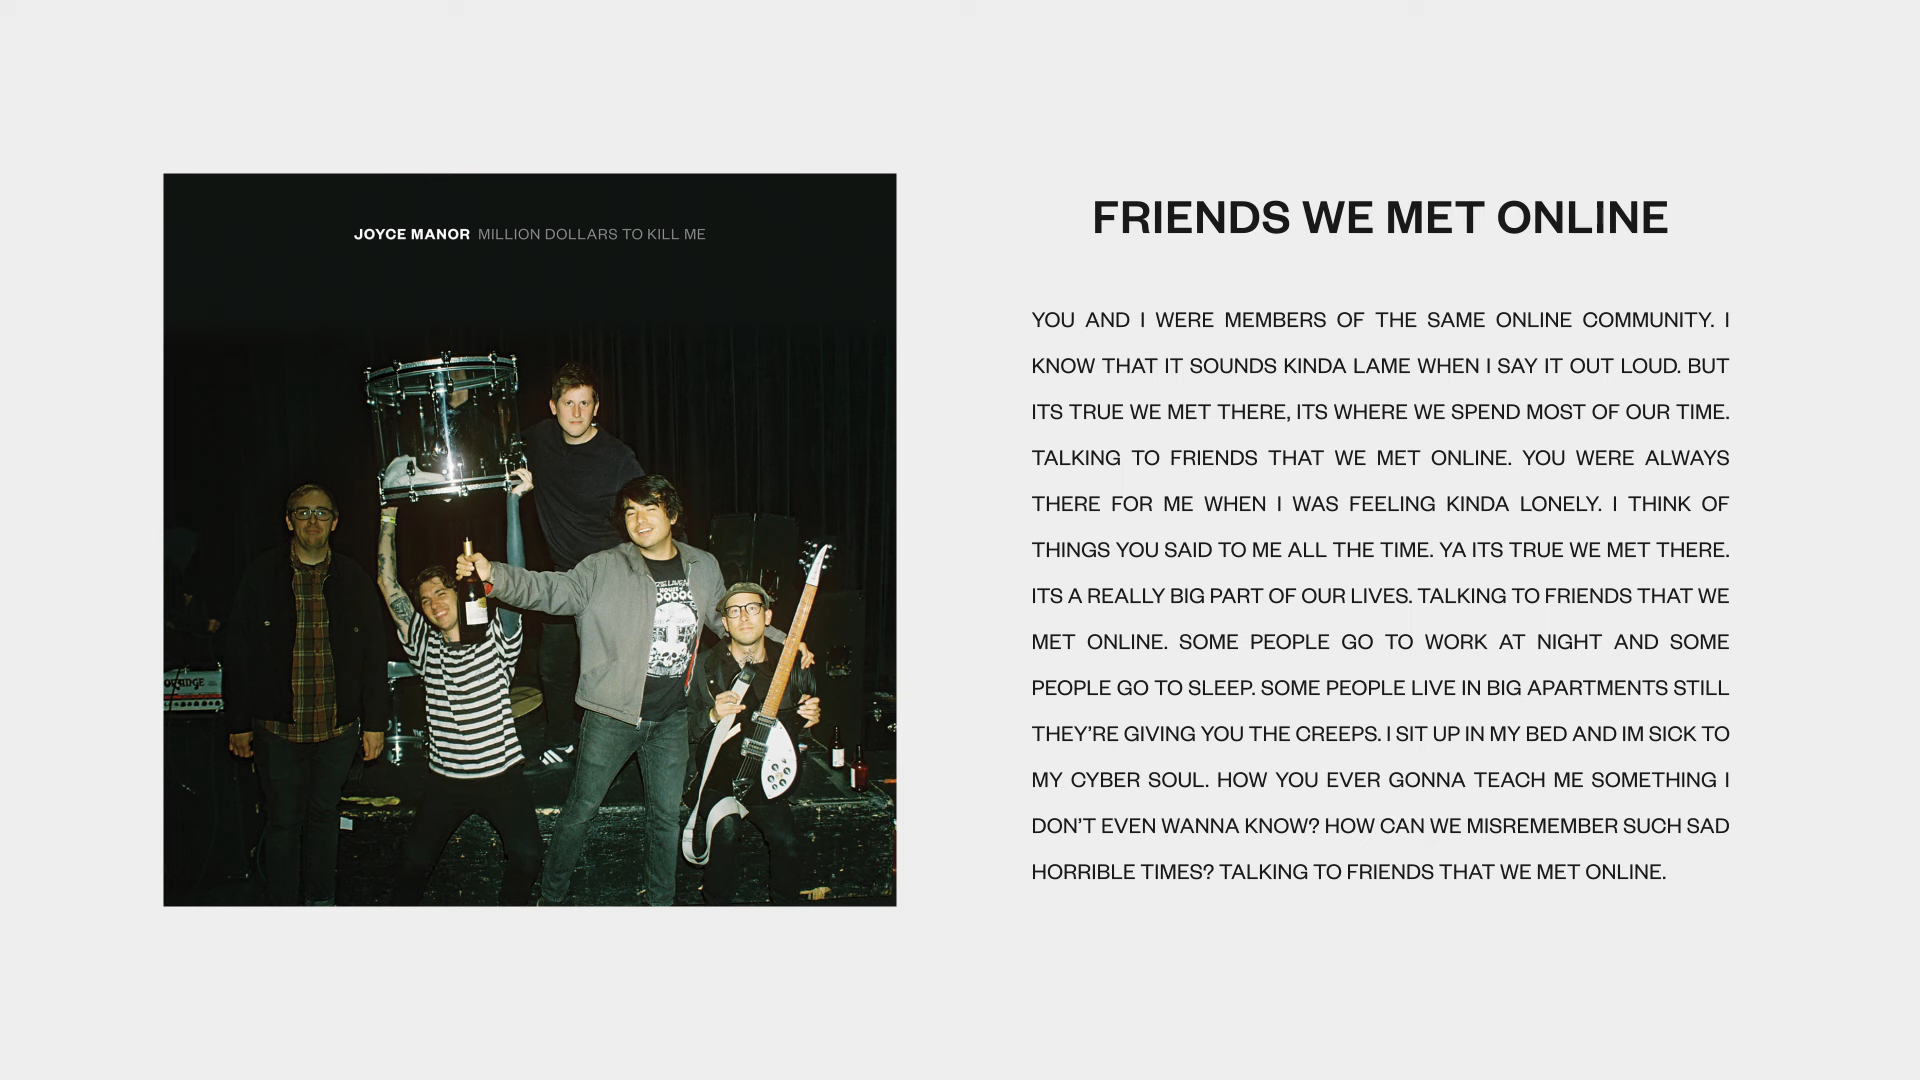 JOYCE MANOR MILLION DOLLARS TO KILL ME
ORANGE
FRIENDS WE MET ONLINE
YOU AND I WERE MEMBERS OF THE SAME ONLINE COMMUNITY. I
KNOW THAT IT SOUNDS KINDA LAME WHEN I SAY IT OUT LOUD. BUT
ITS TRUE WE MET THERE, ITS WHERE WE SPEND MOST OF OUR TIME.
TALKING TO FRIENDS THAT WE MET ONLINE. YOU WERE ALWAYS
THERE FOR ME WHEN I WAS FEELING KINDA LONELY. I THINK OF
THINGS YOU SAID TO ME ALL THE TIME. YA ITS TRUE WE MET THERE.
ITS A REALLY BIG PART OF OUR LIVES. TALKING TO FRIENDS THAT WE
MET ONLINE. SOME PEOPLE GO TO WORK AT NIGHT AND SOME
PEOPLE GO TO SLEEP. SOME PEOPLE LIVE IN BIG APARTMENTS STILL
THEY’RE GIVING YOU THE CREEPS. I SIT UP IN MY BED AND IM SICK TO
MY CYBER SOUL. HOW YOU EVER GONNA TEACH ME SOMETHING I
DON’T EVEN WANNA KNOW? HOW CAN WE MISREMEMBER SUCH SAD
HORRIBLE TIMES? TALKING TO FRIENDS THAT WE MET ONLINE.